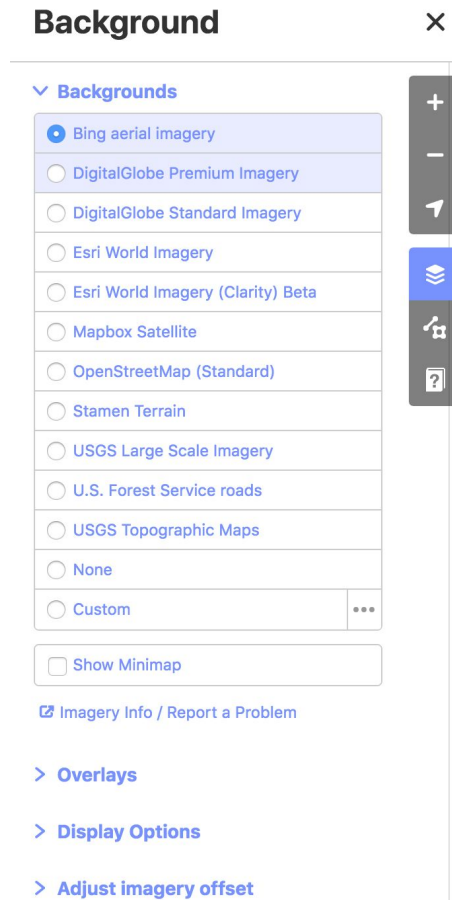 Background
Backgrounds
Bing aerial imagery
DigitalGlobe Premium Imagery
DigitalGlobe Standard Imagery
Esri World Imagery
Esri World Imagery (Clarity) Beta
Mapbox Satellite
OpenStreetMap (Standard)
Stamen Terrain
USGS Large Scale Imagery
U.S. Forest Service roads
USGS Topographic Maps
None
Custom
Show Minimap
Imagery Info / Report a Problem
Overlays
Display Options
Adjust imagery offset